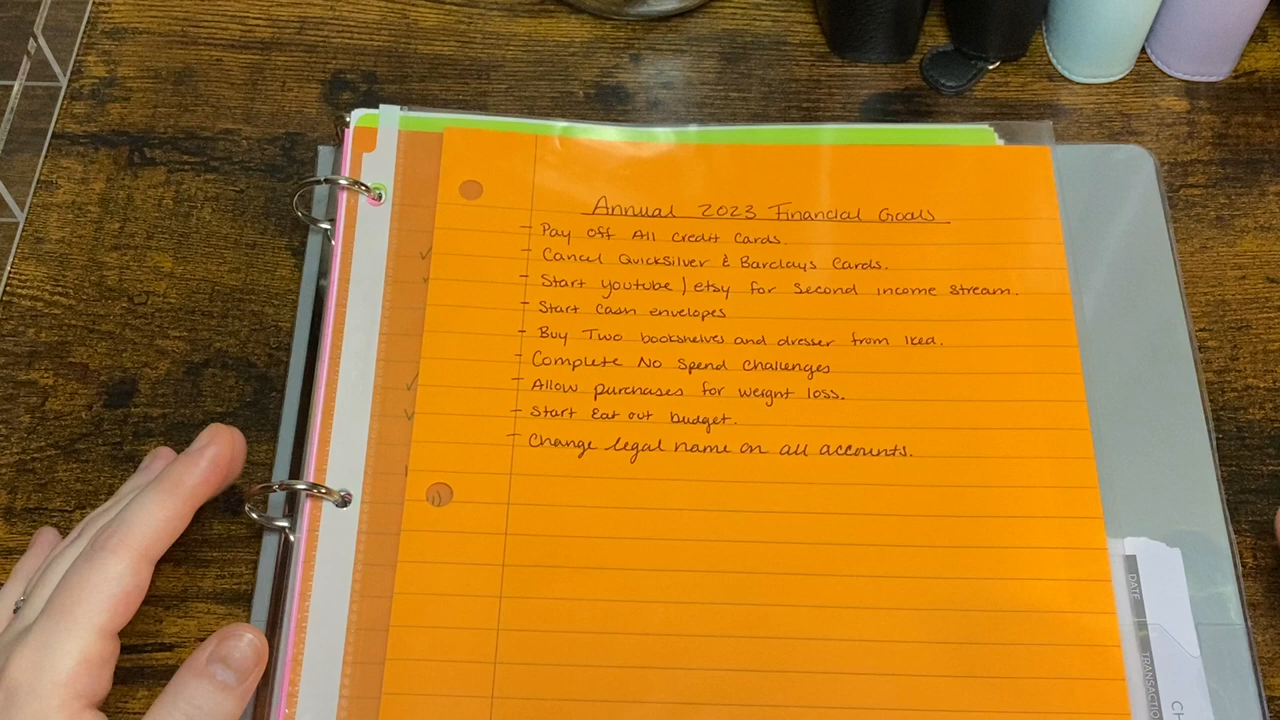 Annual 2023 Financial Goals
- Pay off All credit cards.
- Cancel Quicksilver & Barclays Cards.
- Start youtube / etsy for second income stream.
- Start cash envelopes
- Buy Two bookshelves and dresser from Ikea.
- Complete No Spend Challenges
- Allow purchases for weight loss.
- Start Eat out budget.
- Change legal name on all accounts.
DATE
TRANSACTIO
CH